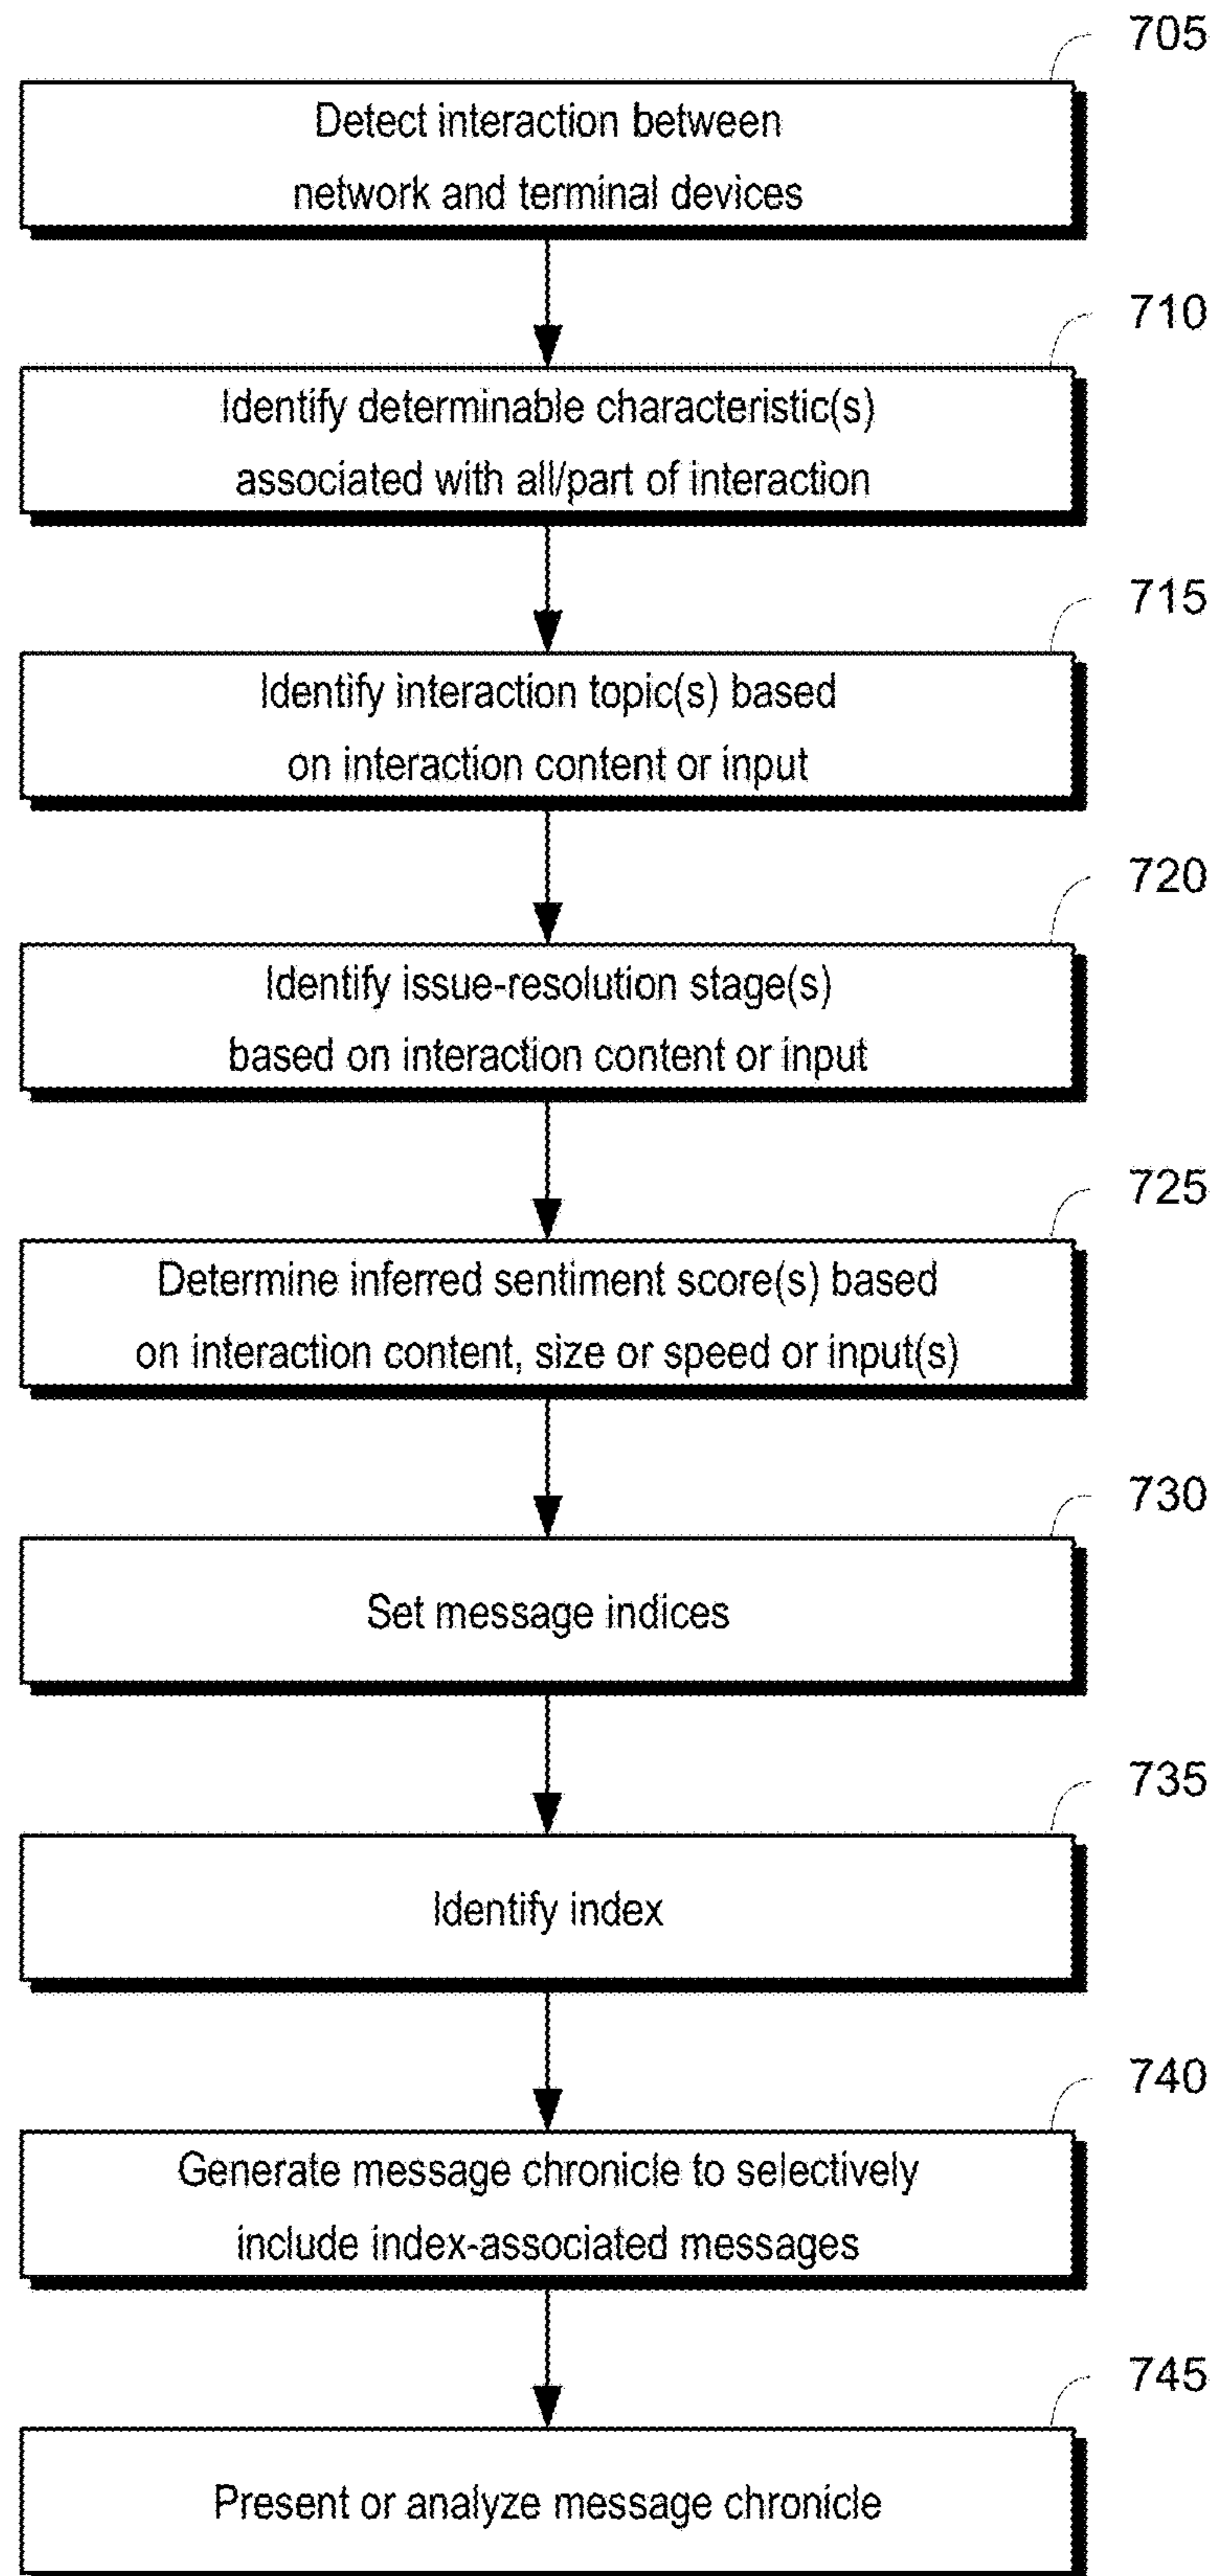 705
Detect interaction between
network and terminal devices
710
Identify determinable characteristic(s)
associated with all/part of interaction
715
Identify interaction topic(s) based
on interaction content or input
720
Identify issue-resolution stage(s)
based on interaction content or input
725
Determine inferred sentiment score(s) based
on interaction content, size or speed or input(s)
730
Set message indices
735
Identify index
740
Generate message chronicle to selectively
include index-associated messages
745
Present or analyze message chronicle